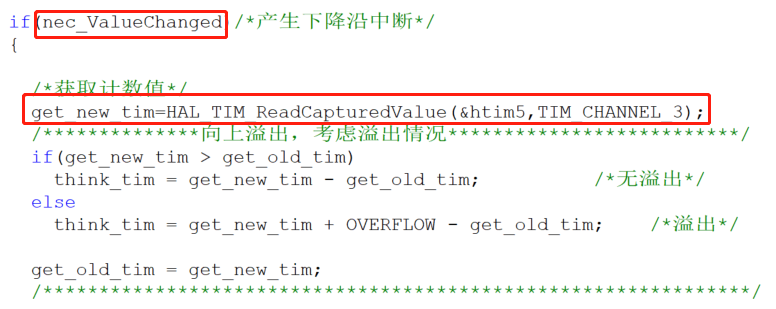 if(nec_ValueChanged)/*产生下降沿中断*/
{
/*获取计数值*/
get_new_tim=HAL_TIM_ReadCapturedValue(&htim5,TIM_CHANNEL_3);
/**************向上溢出，考虑溢出情况**************************/
if(get_new_tim > get_old_tim)
think_tim = get_new_tim - get_old_tim; /*无溢出*/
else
think_tim = get_new_tim + OVERFLOW - get_old_tim; /*溢出*/
get_old_tim = get_new_tim;
/***************************************************************/